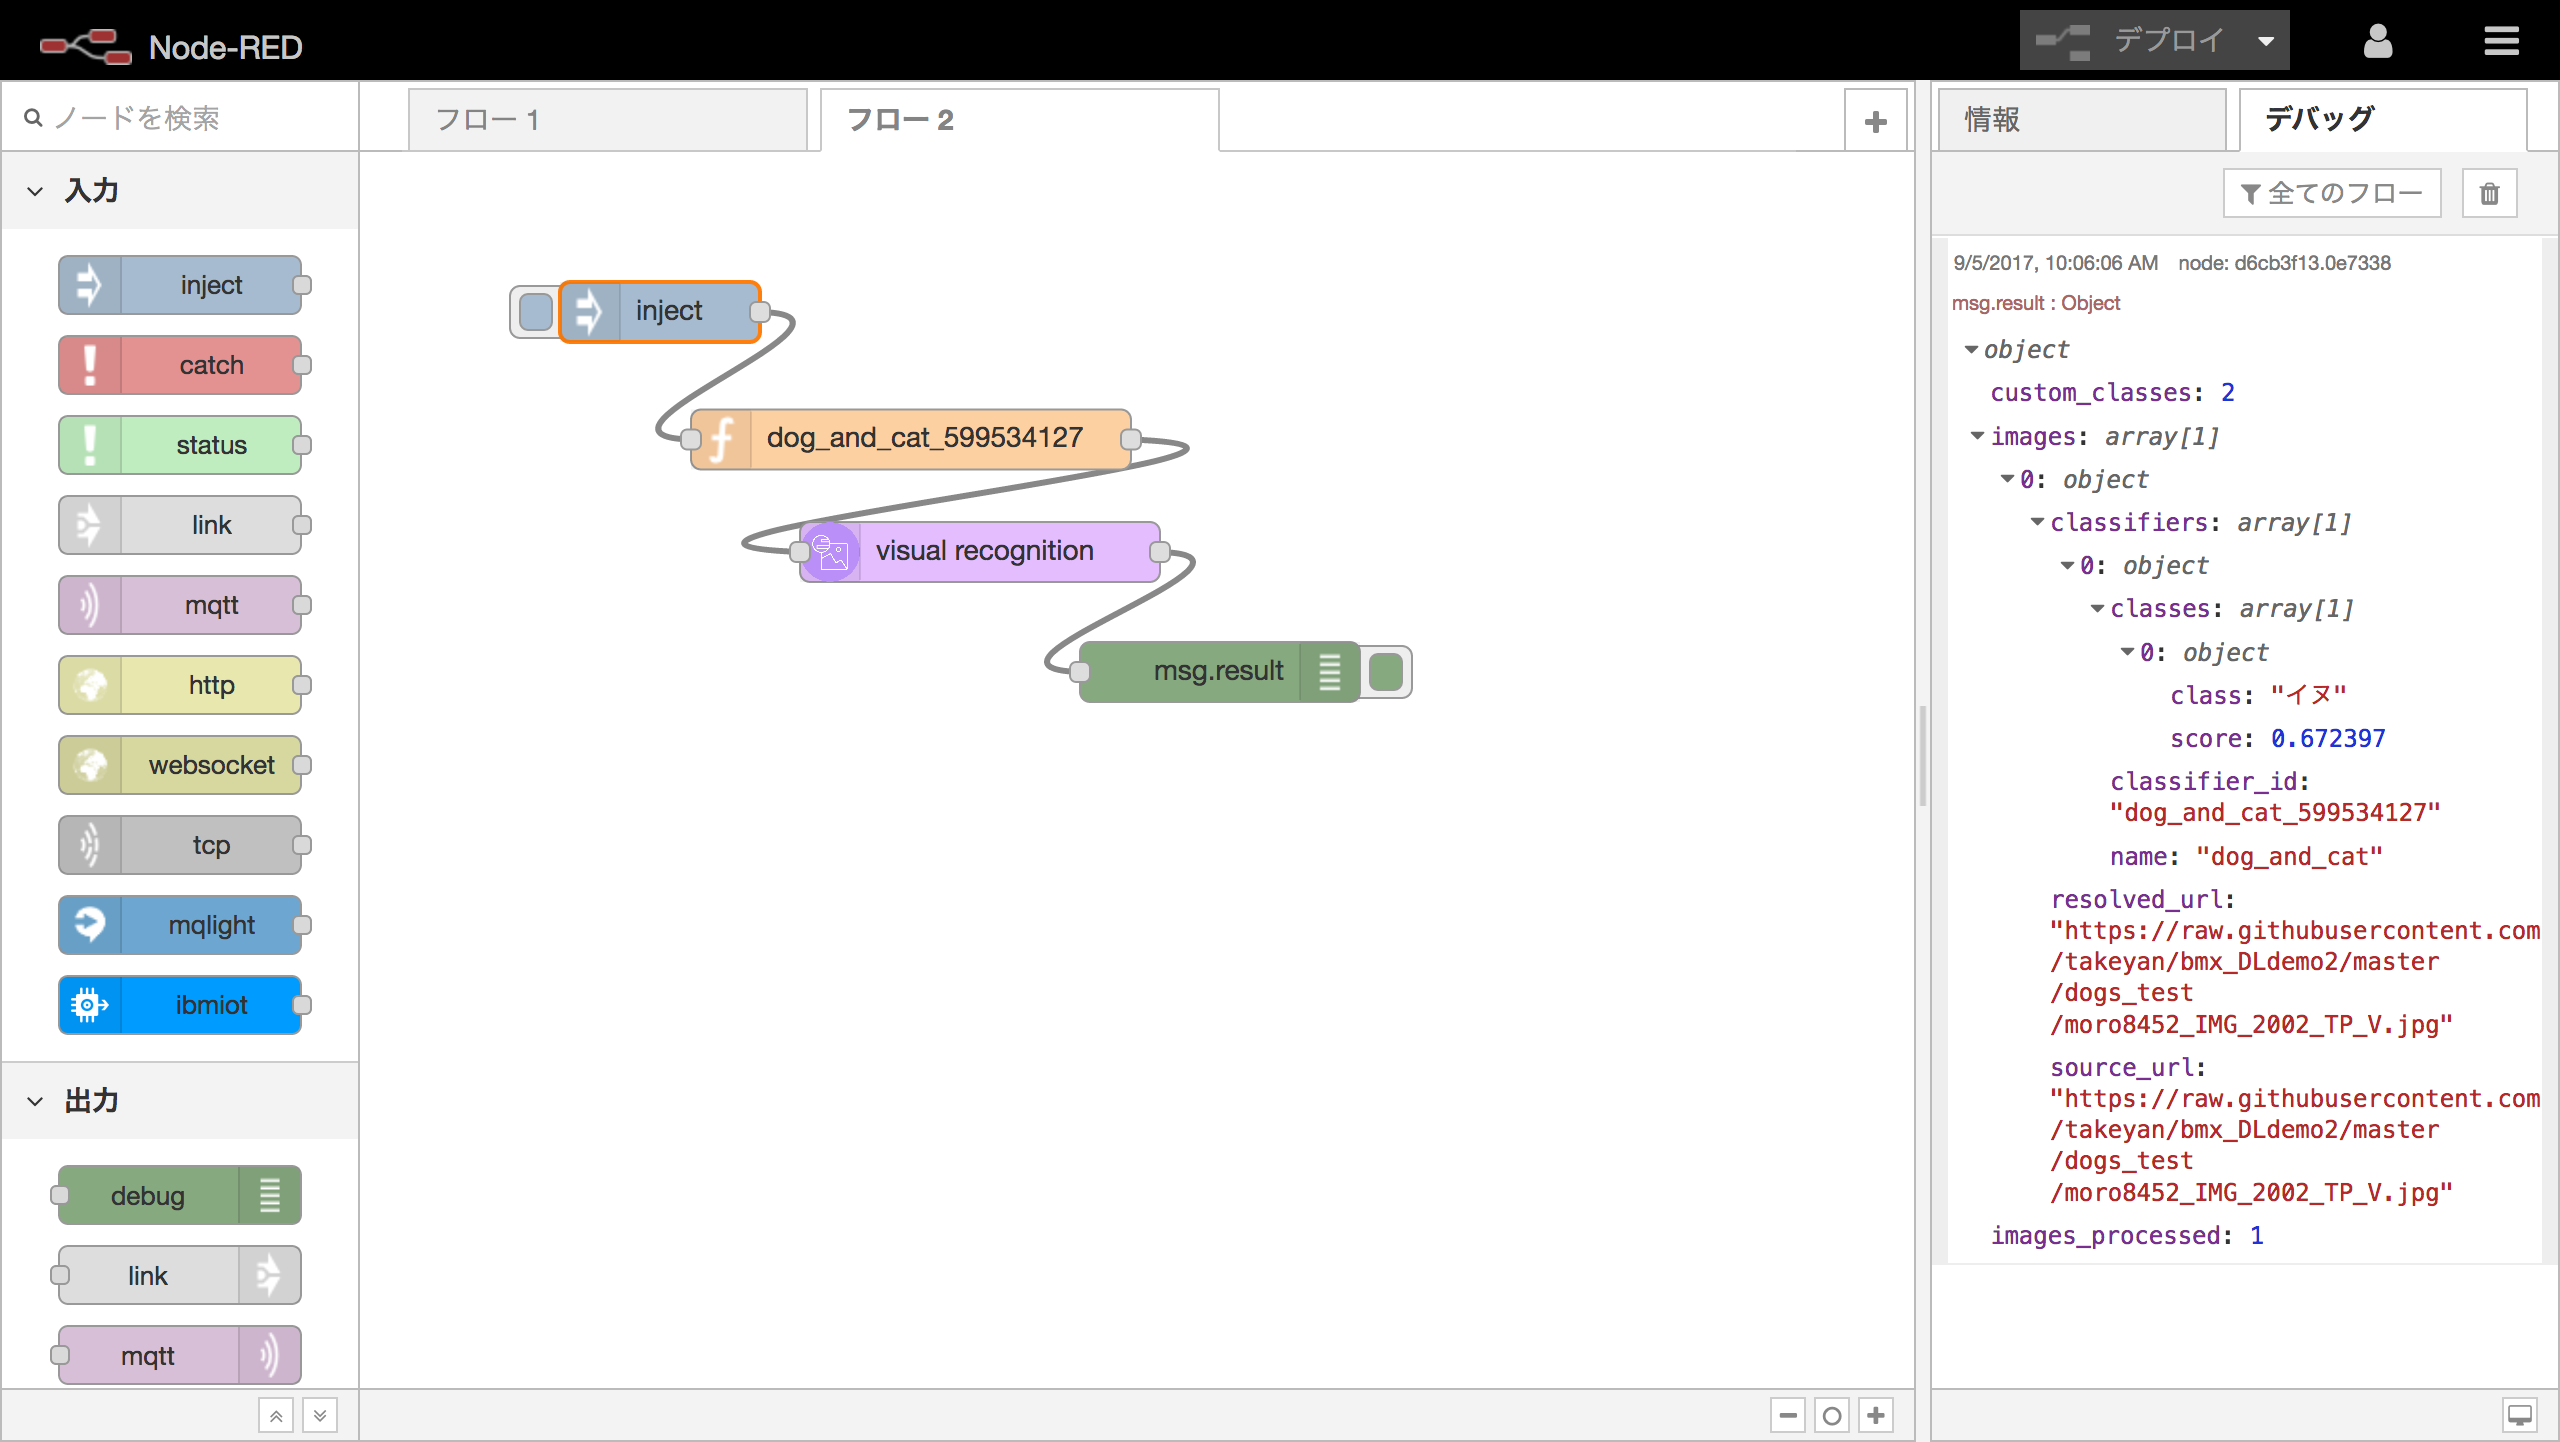 Node-RED
デプロイ
ノードを検索
フロー 1
フロー 2
情報
デバッグ
全てのフロー
入力
inject
catch
status
link
mqtt
http
websocket
tcp
mqlight
ibmiot
出力
debug
link
mqtt
inject
dog_and_cat_599534127
visual recognition
msg.result
9/5/2017, 10:06:06 AM node: d6cb3f13.0e7338
msg.result : Object
object
custom_classes: 2
images: array[1]
0: object
classifiers: array[1]
0: object
classes: array[1]
0: object
class: "イヌ"
score: 0.672397
classifier_id:
"dog_and_cat_599534127"
name: "dog_and_cat"
resolved_url:
"https://raw.githubusercontent.com
/takeyan/bmx_DLdemo2/master
/dogs_test
/moro8452_IMG_2002_TP_V.jpg"
source_url:
"https://raw.githubusercontent.com
/takeyan/bmx_DLdemo2/master
/dogs_test
/moro8452_IMG_2002_TP_V.jpg"
images_processed: 1